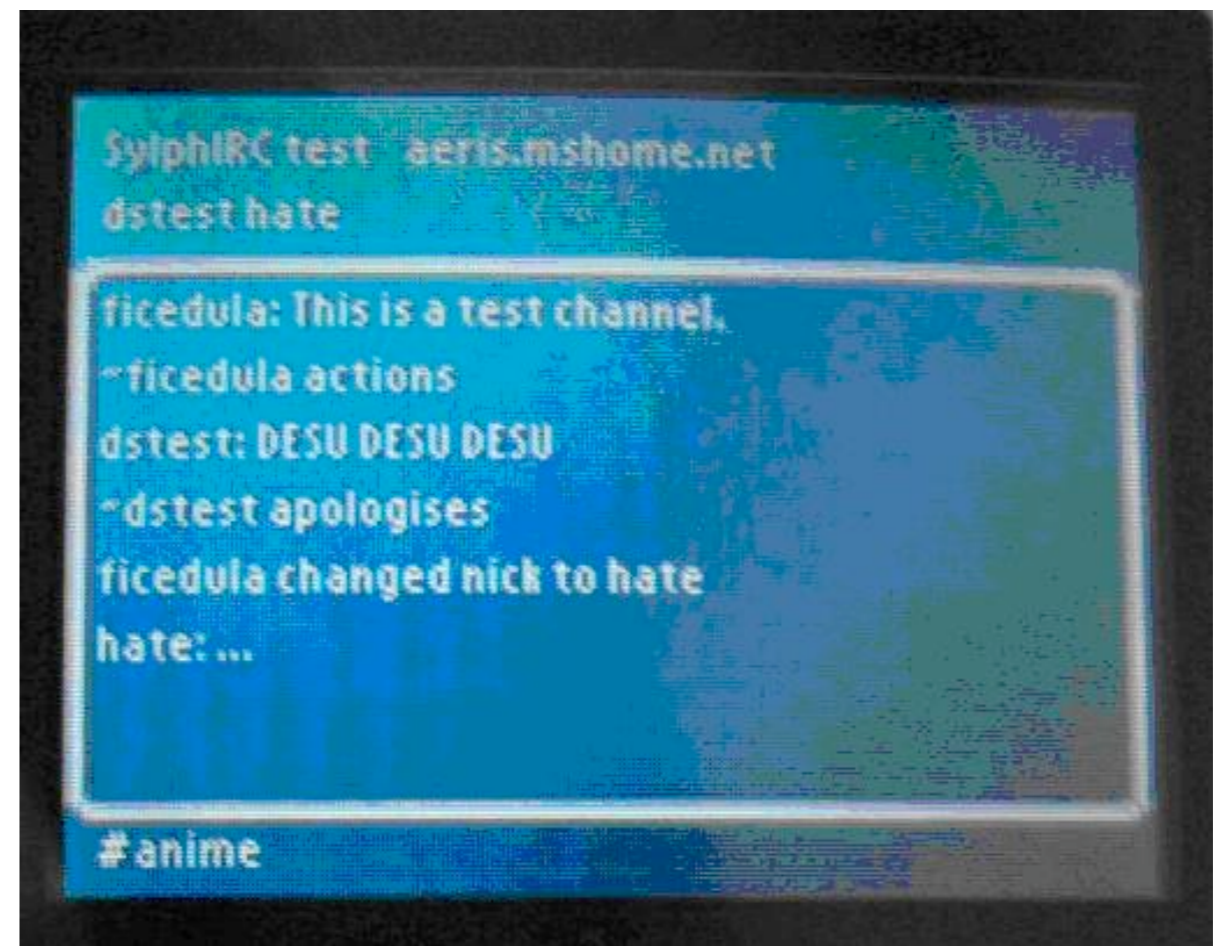 SylphIRC test aeris.mshome.net
dstest hate
ficedula: This is a test channel.
~ficedula actions
dstest: DESU DESU DESU
~dstest apologises
ficedula changed nick to hate
hate: ...
#anime